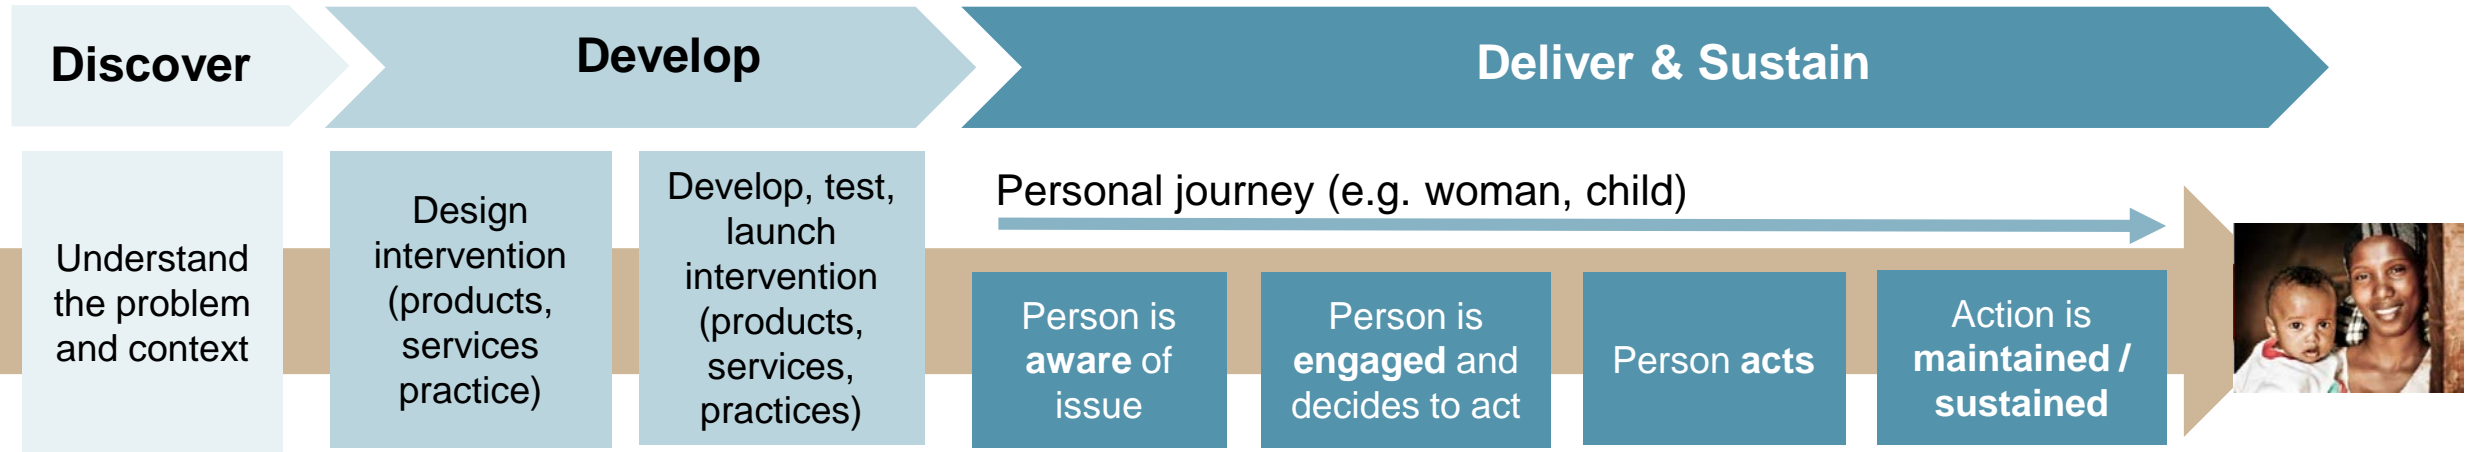 Discover
Develop
Deliver & Sustain
Understand
the problem
and context
Design
intervention
(products,
services
practice)
Develop, test,
launch
intervention
(products,
services,
practices)
Personal journey (e.g. woman, child)
Person is
aware of
issue
Person is
engaged and
decides to act
Person acts
Action is
maintained /
sustained